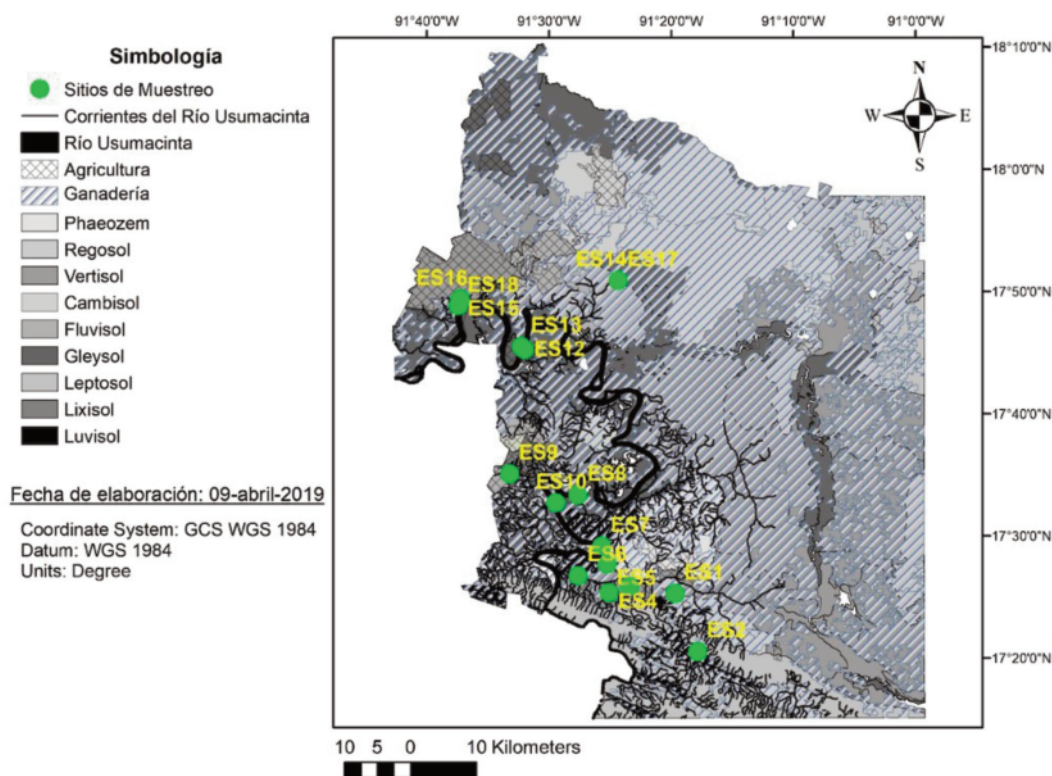 91°40'0"W 91°30'0"W 91°20'0"W 91°10'0"W 91°0'0"W
Simbología
Sitios de Muestreo
Corrientes del Río Usumacinta
Río Usumacinta
Agricultura
Ganadería
Phaeozem
Regosol
Vertisol
Cambisol
Fluvisol
Gleysol
Leptosol
Lixisol
Luvisol
Fecha de elaboración: 09-abril-2019
Coordinate System: GCS WGS 1984
Datum: WGS 1984
Units: Degree
N
W E
S
18°10'0"N
18°0'0"N
17°50'0"N
17°40'0"N
17°30'0"N
17°20'0"N
ES14 ES17
ES16 ES18
ES15
ES13
ES12
ES9
ES8
ES10
ES7
ES6
ES5 ES1
ES4
ES2
10 5 0 10 Kilometers